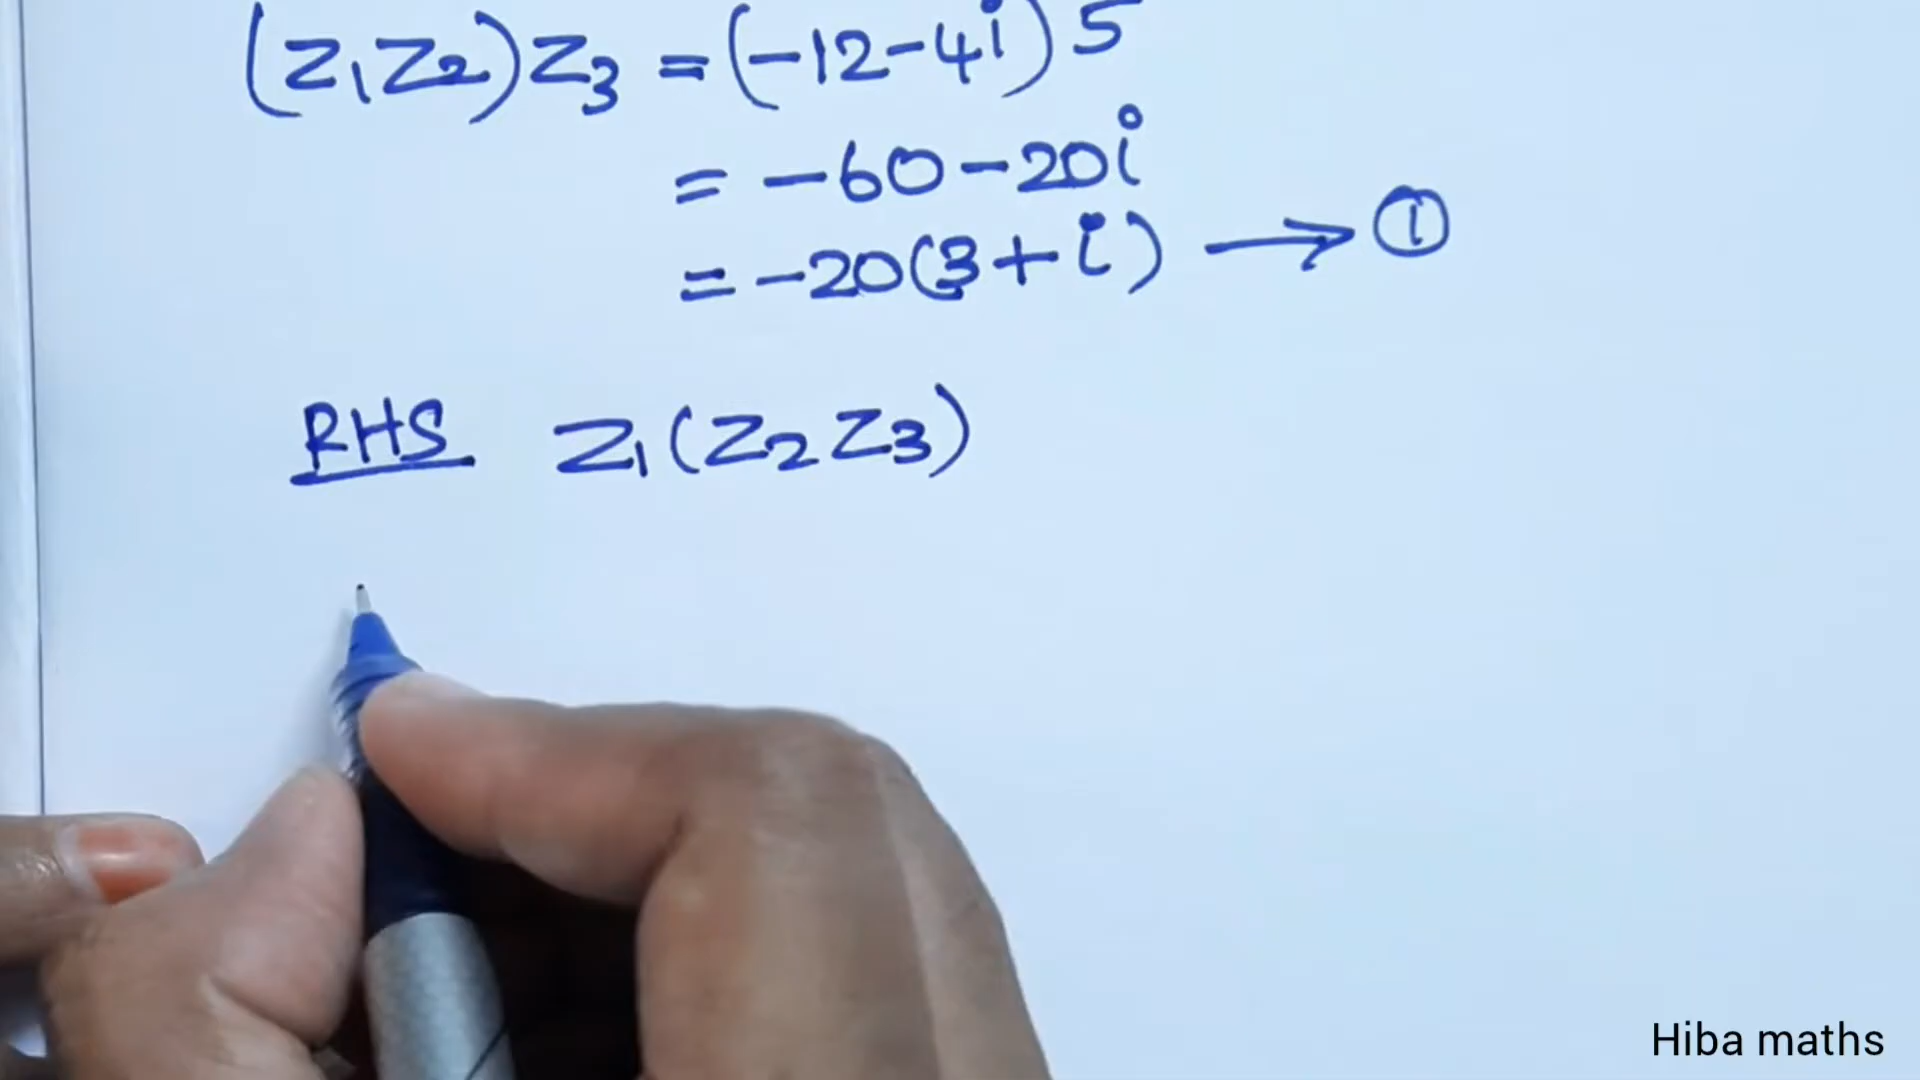 (Z₁Z₂)Z₃ = (-12-4i)5
= -60-20i
= -20(3+i) → ①
RHS Z₁(Z₂Z₃)
Hiba maths